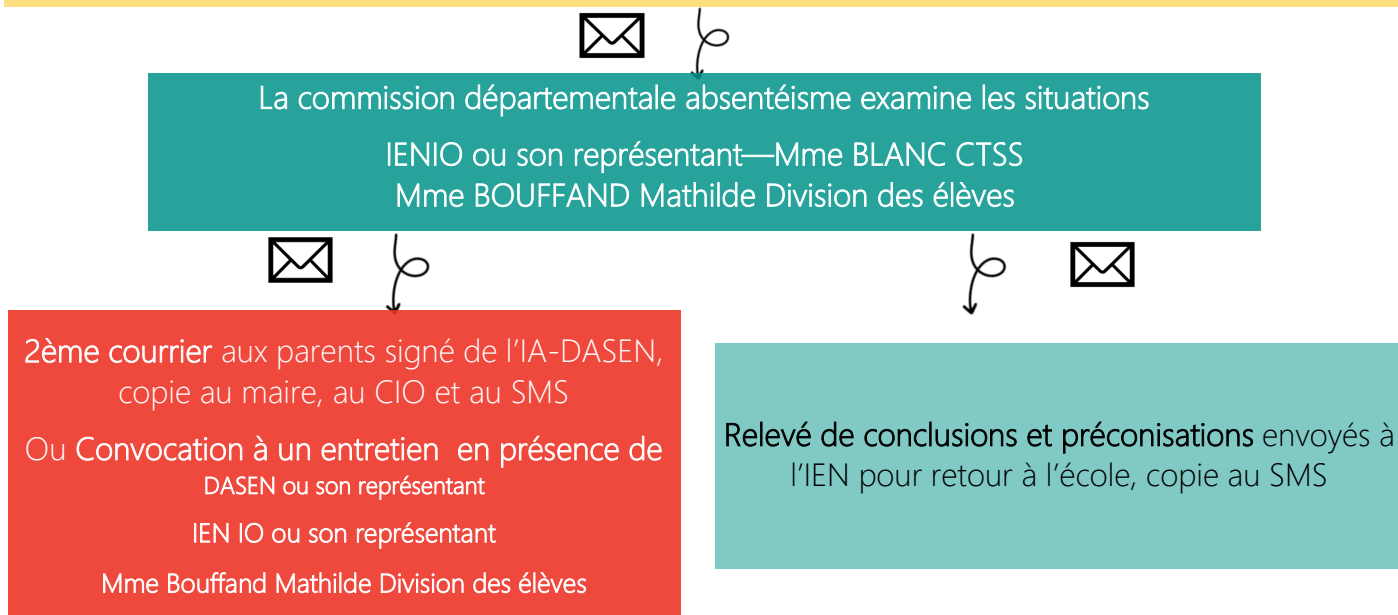 La commission départementale absentéisme examine les situations
IENIO ou son représentant—Mme BLANC CTSS
Mme BOUFFAND Mathilde Division des élèves
2ème courrier aux parents signé de l'IA-DASEN,
copie au maire, au CIO et au SMS
Ou Convocation à un entretien  en présence de
DASEN ou son représentant
IEN IO ou son représentant
Mme Bouffand Mathilde Division des élèves
Relevé de conclusions et préconisations envoyés à
l'IEN pour retour à l'école, copie au SMS